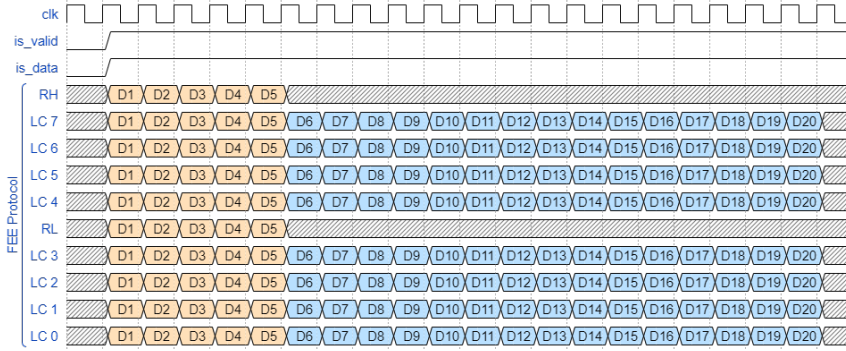 clk
is_valid
is_data
RH D1 D2 D3 D4 D5
LC 7 D1 D2 D3 D4 D5 D6 D7 D8 D9 D10 D11 D12 D13 D14 D15 D16 D17 D18 D19 D20
LC 6 D1 D2 D3 D4 D5 D6 D7 D8 D9 D10 D11 D12 D13 D14 D15 D16 D17 D18 D19 D20
LC 5 D1 D2 D3 D4 D5 D6 D7 D8 D9 D10 D11 D12 D13 D14 D15 D16 D17 D18 D19 D20
LC 4 D1 D2 D3 D4 D5 D6 D7 D8 D9 D10 D11 D12 D13 D14 D15 D16 D17 D18 D19 D20
FEE Protocol
RL D1 D2 D3 D4 D5
LC 3 D1 D2 D3 D4 D5 D6 D7 D8 D9 D10 D11 D12 D13 D14 D15 D16 D17 D18 D19 D20
LC 2 D1 D2 D3 D4 D5 D6 D7 D8 D9 D10 D11 D12 D13 D14 D15 D16 D17 D18 D19 D20
LC 1 D1 D2 D3 D4 D5 D6 D7 D8 D9 D10 D11 D12 D13 D14 D15 D16 D17 D18 D19 D20
LC 0 D1 D2 D3 D4 D5 D6 D7 D8 D9 D10 D11 D12 D13 D14 D15 D16 D17 D18 D19 D20